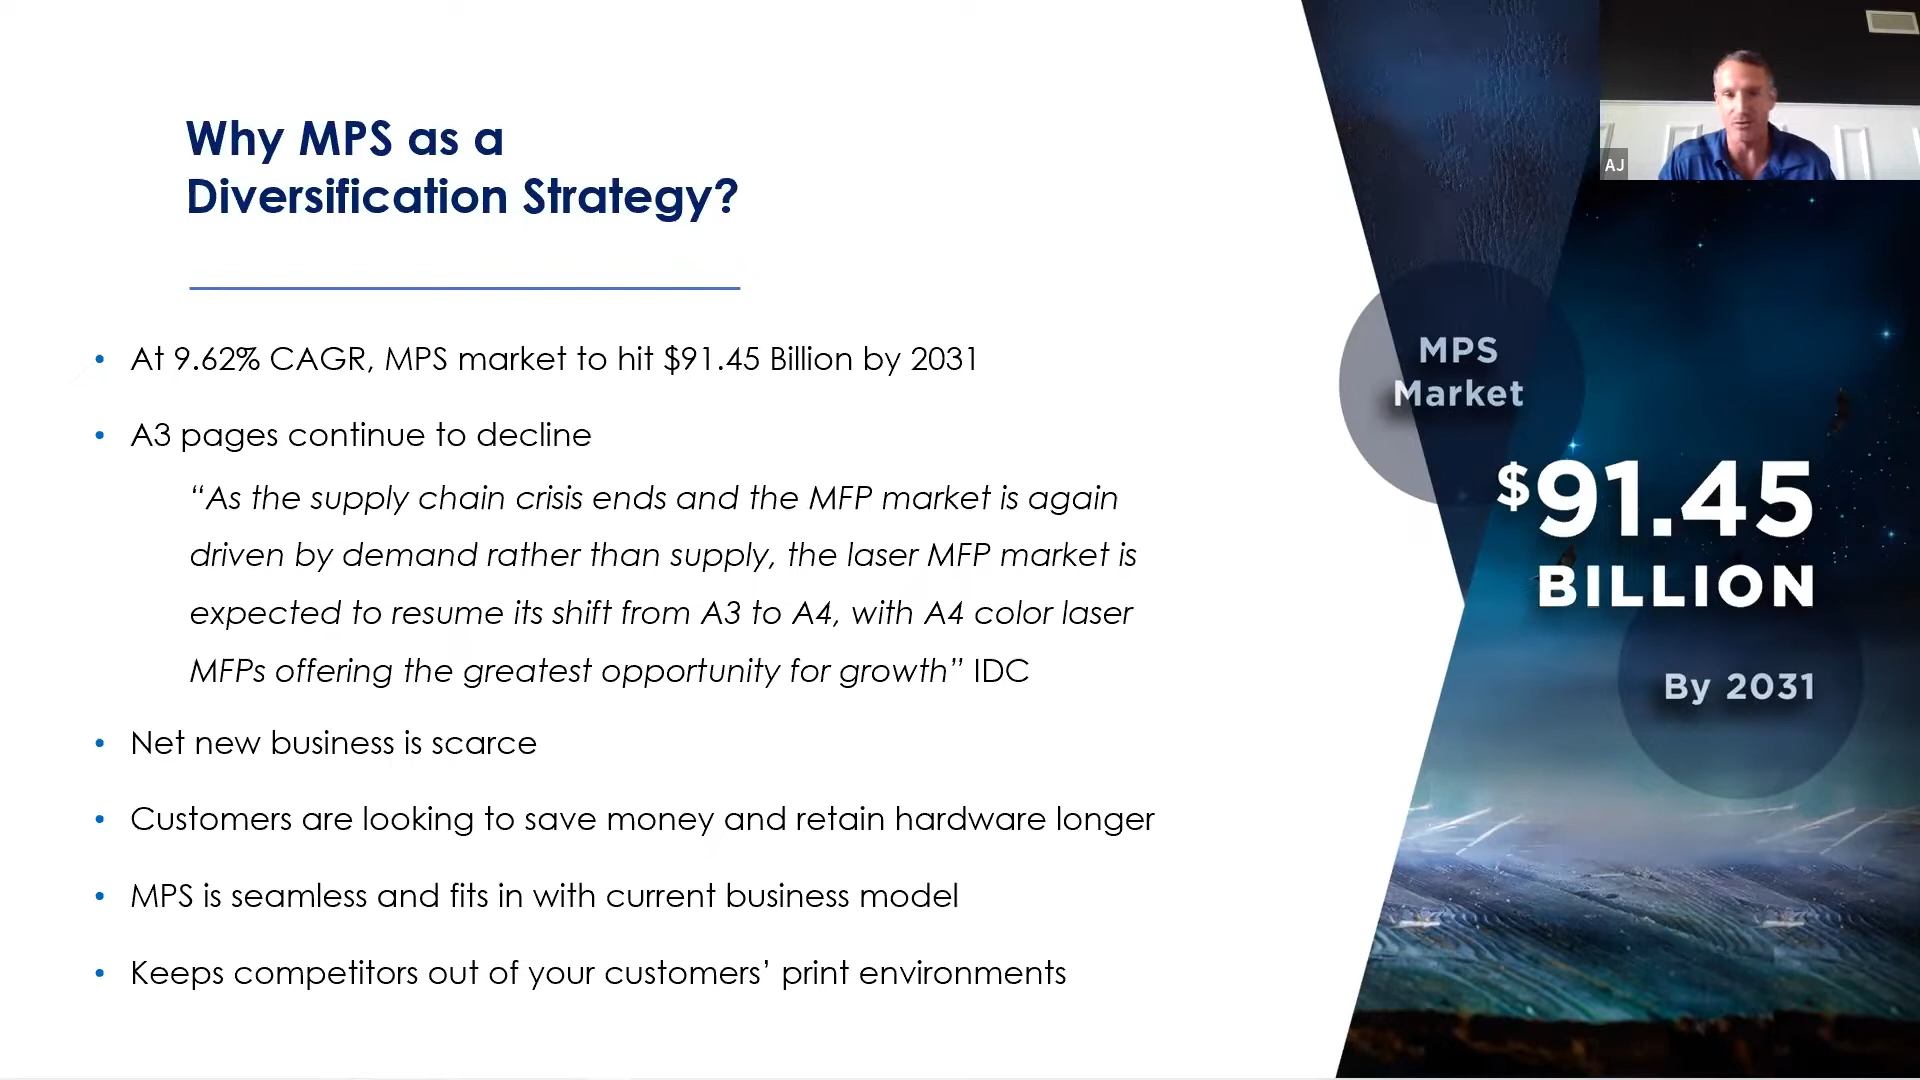 Why MPS as a
Diversification Strategy?
• At 9.62% CAGR, MPS market to hit $91.45 Billion by 2031
• A3 pages continue to decline
“As the supply chain crisis ends and the MFP market is again
driven by demand rather than supply, the laser MFP market is
expected to resume its shift from A3 to A4, with A4 color laser
MFPs offering the greatest opportunity for growth” IDC
• Net new business is scarce
• Customers are looking to save money and retain hardware longer
• MPS is seamless and fits in with current business model
• Keeps competitors out of your customers’ print environments
MPS
Market
$91.45
BILLION
By 2031
AJ